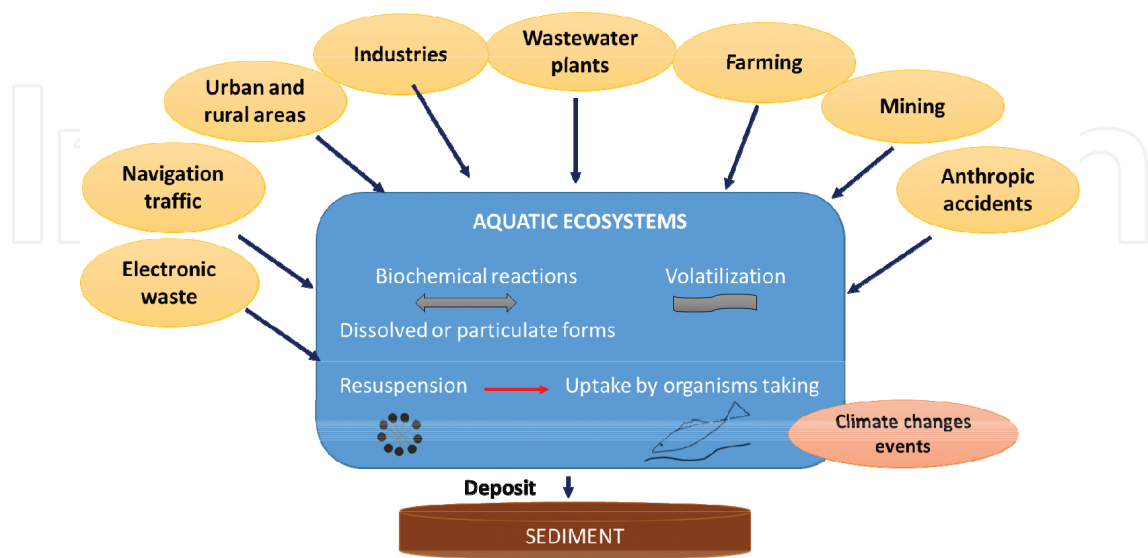 Industries
Wastewater
plants
Farming
Urban and
rural areas
Mining
Navigation
traffic
Anthropic
accidents
Electronic
waste
AQUATIC ECOSYSTEMS
Biochemical reactions
Volatilization
Dissolved or particulate forms
Resuspension
Uptake by organisms taking
Climate changes
events
Deposit
SEDIMENT